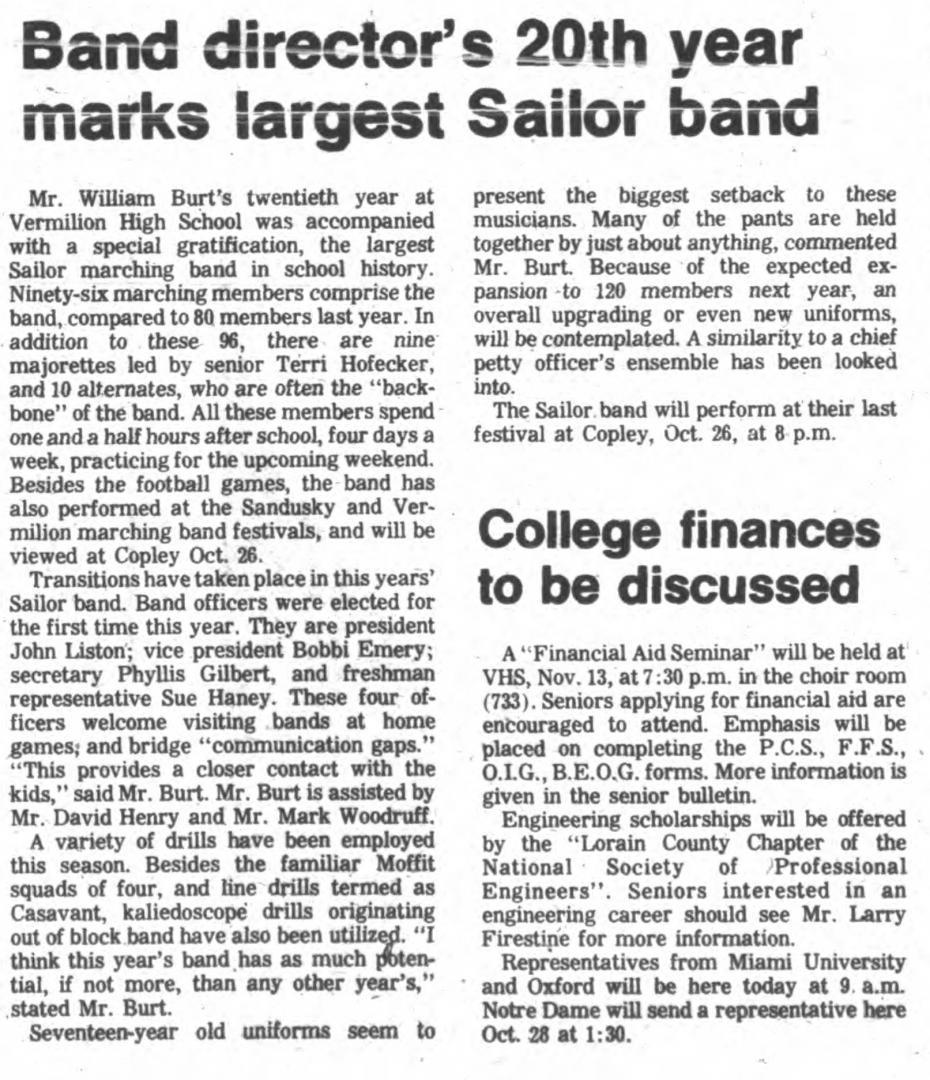 Band director's 20th year
marks largest Sailor band
Mr. William Burt's twentieth year at
Vermilion High School was accompanied
with a special gratification, the largest
Sailor marching band in school history.
Ninety-six marching members comprise the
band, compared to 80 members last year. In
addition to these 96, there are nine
majorettes led by senior Terri Hofecker,
and 10 alternates, who are often the "back-
bone" of the band. All these members spend
one and a half hours after school, four days a
week, practicing for the upcoming weekend.
Besides the football games, the band has
also performed at the Sandusky and Ver-
milion marching band festivals, and will be
viewed at Copley Oct. 26.
Transitions have taken place in this years'
Sailor band. Band officers were elected for
the first time this year. They are president
John Liston; vice president Bobbi Emery;
secretary Phyllis Gilbert, and freshman
representative Sue Haney. These four of-
ficers welcome visiting bands at home
games; and bridge "communication gaps."
"This provides a closer contact with the
kids," said Mr. Burt. Mr. Burt is assisted by
Mr. David Henry and Mr. Mark Woodruff.
A variety of drills have been employed
this season. Besides the familiar Moffit
squads of four, and line drills termed as
Casavant, kaliedoscope drills originating
out of block band have also been utilized. "I
think this year's band has as much poten-
tial, if not more, than any other year's,"
stated Mr. Burt.
Seventeen-year old uniforms seem to
present the biggest setback to these
musicians. Many of the pants are held
together by just about anything, commented
Mr. Burt. Because of the expected ex-
pansion to 120 members next year, an
overall upgrading or even new uniforms,
will be contemplated. A similarity to a chief
petty officer's ensemble has been looked
into.
The Sailor band will perform at their last
festival at Copley, Oct. 26, at 8 p.m.
College finances
to be discussed
A "Financial Aid Seminar" will be held at
VHS, Nov. 13, at 7:30 p.m. in the choir room
(733). Seniors applying for financial aid are
encouraged to attend. Emphasis will be
placed on completing the P.C.S., F.F.S.,
O.I.G., B.E.O.G. forms. More information is
given in the senior bulletin.
Engineering scholarships will be offered
by the "Lorain County Chapter of the
National Society of Professional
Engineers". Seniors interested in an
engineering career should see Mr. Larry
Firestine for more information.
Representatives from Miami University
and Oxford will be here today at 9 a.m.
Notre Dame will send a representative here
Oct. 28 at 1:30.